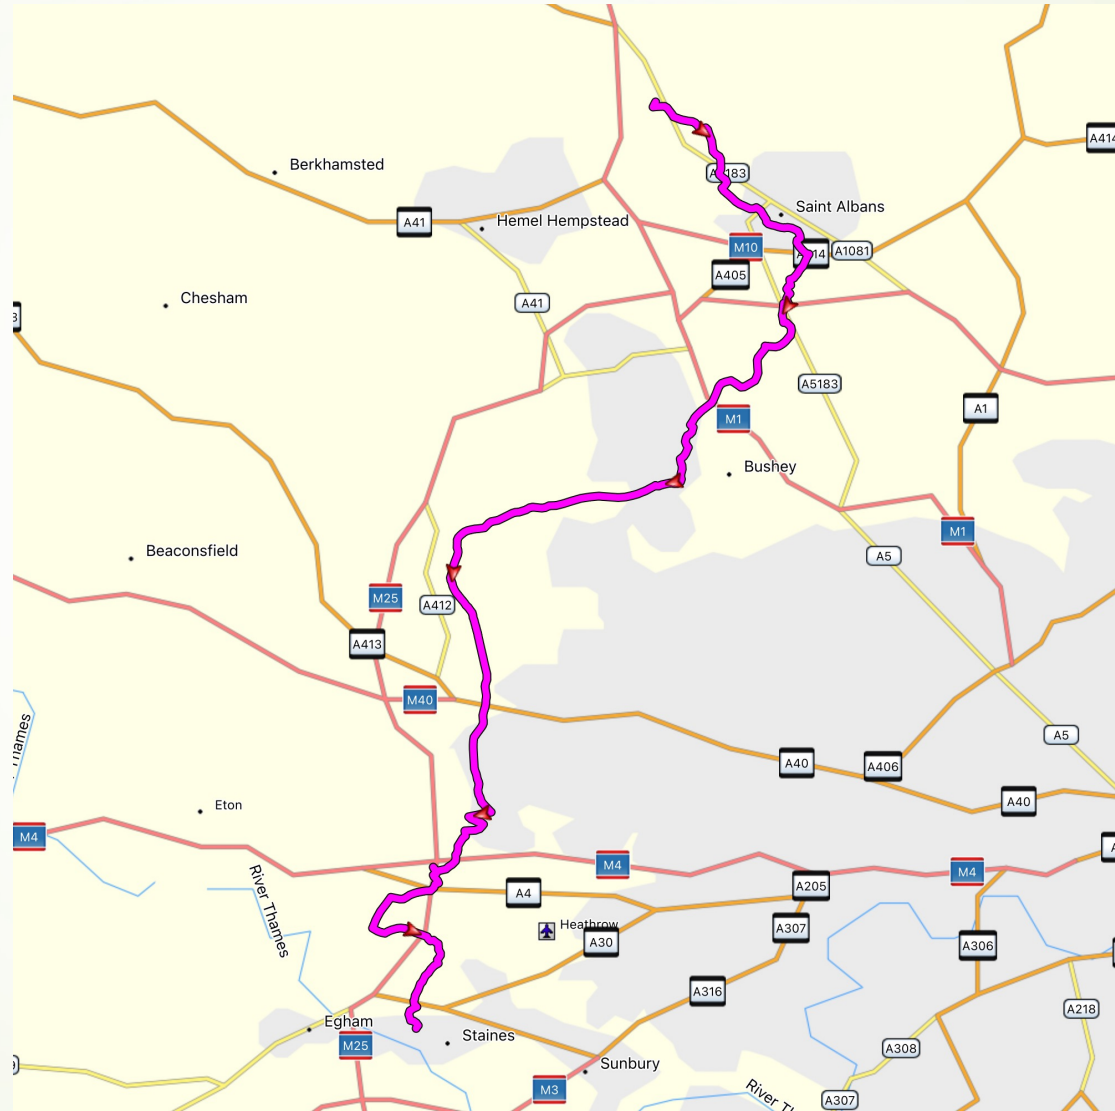 A414
Berkhamsted
A5183
Saint Albans
A41
Hemel Hempstead
M10
A1081
A405
Chesham
A41
A5183
A1
M1
Bushey
M1
Beaconsfield
A5
M25
A412
A413
M40
A5
A40
A406
A40
Eton
M4
M4
M4
A4
A205
River Thames
Heathrow
A307
A30
A306
A316
A218
Egham
Staines
M25
A308
Sunbury
M3
A307